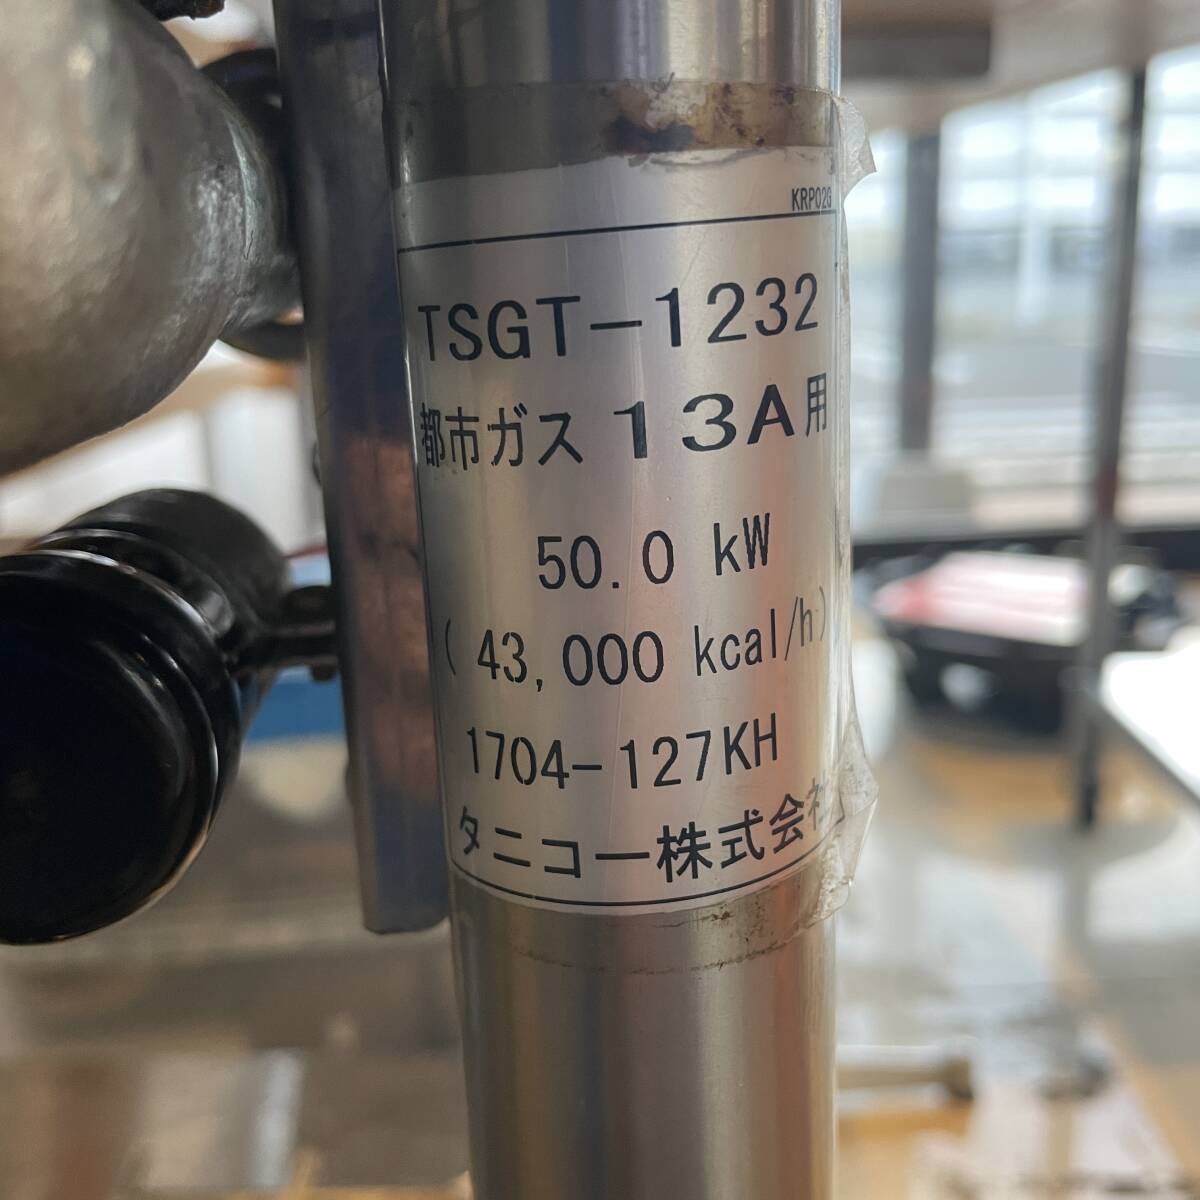 KRP02G
TSGT-1232
都市ガス 13A用
50.0 kW
( 43,000 kcal/h)
1704-127KH
タニコー株式会社